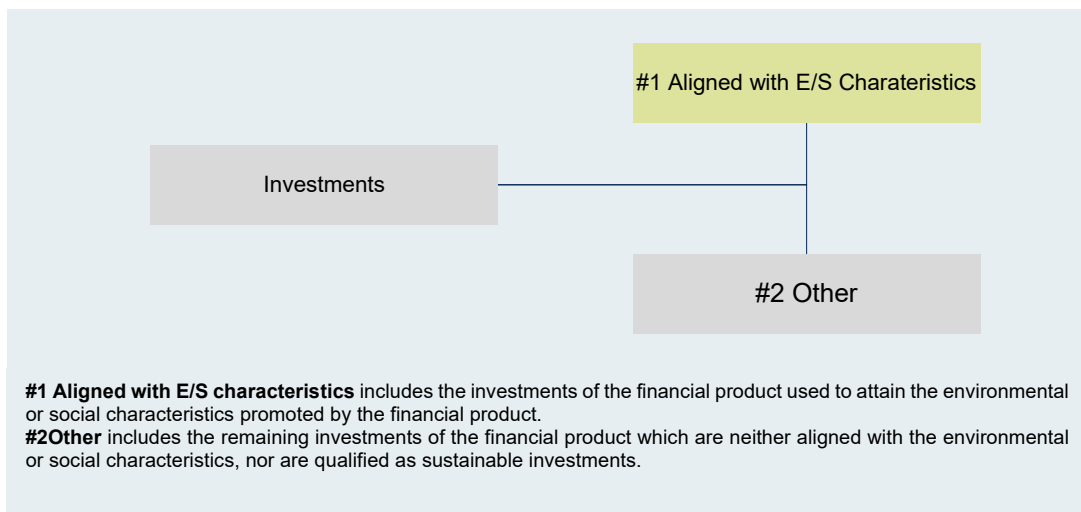 #1 Aligned with E/S Charateristics
Investments
#2 Other
#1 Aligned with E/S characteristics includes the investments of the financial product used to attain the environmental
or social characteristics promoted by the financial product.
#2Other includes the remaining investments of the financial product which are neither aligned with the environmental
or social characteristics, nor are qualified as sustainable investments.